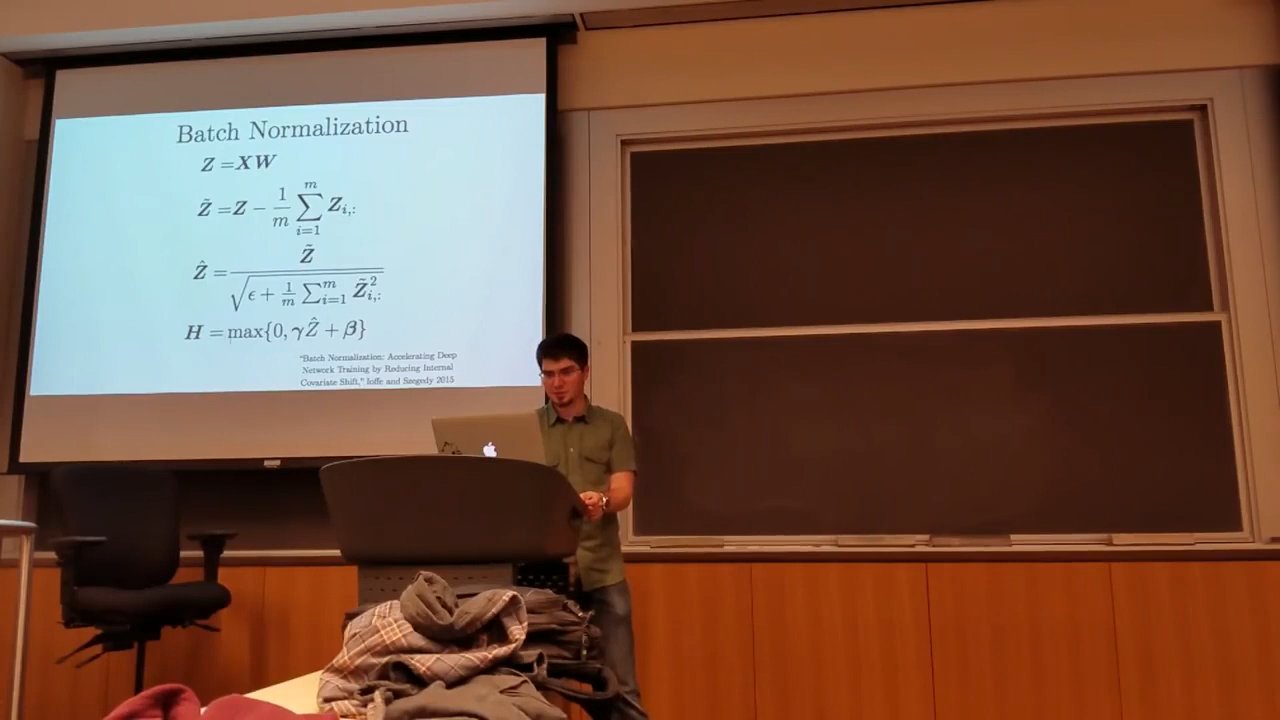 Batch Normalization
Z =XW
Z̃ =Z − 1/m ∑_{i=1}^{m} Z_{i,:}
Ẑ = Z̃ / √(ϵ + 1/m ∑_{i=1}^{m} Z̃²_{i,:})
H = max{0, γẐ + β}
"Batch Normalization: Accelerating Deep
Network Training by Reducing Internal
Covariate Shift," Ioffe and Szegedy 2015